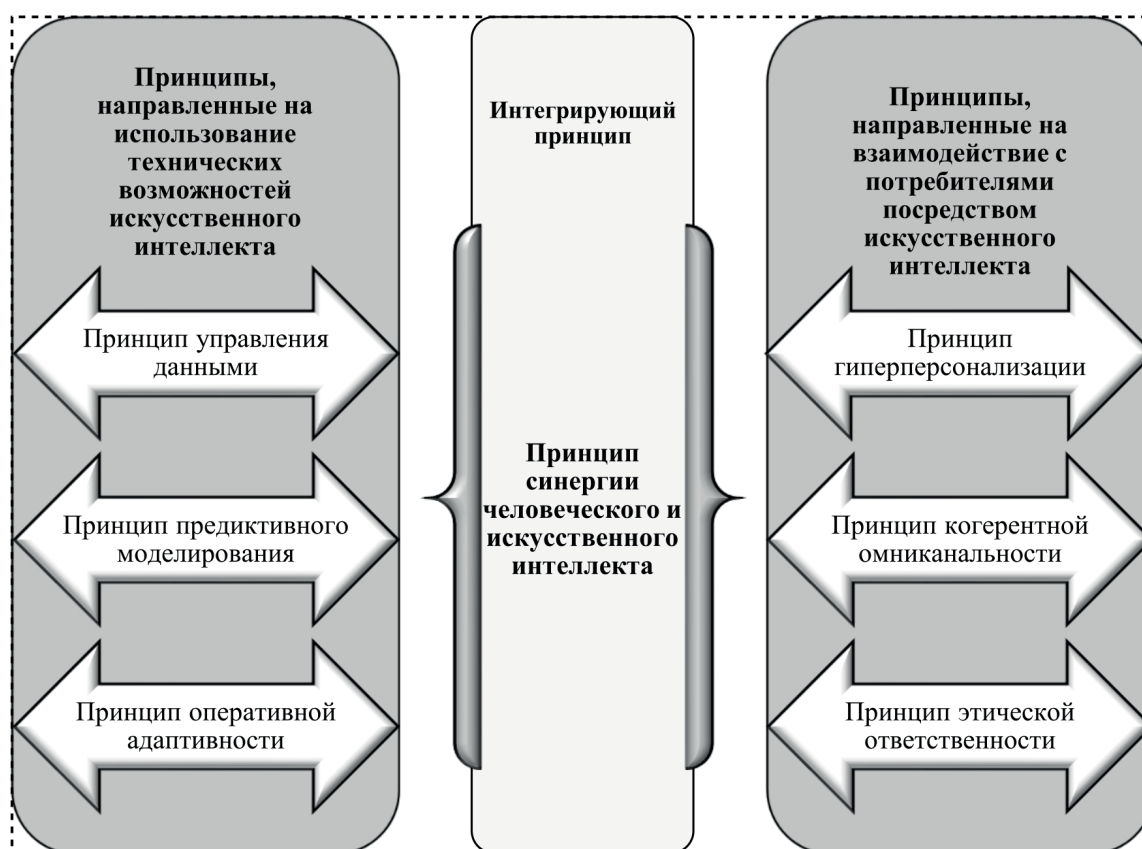 Принципы,
направленные на
использование
технических
возможностей
искусственного
интеллекта
Принцип управления
данными
Принцип предиктивного
моделирования
Принцип оперативной
адаптивности
Интегрирующий
принцип
Принцип
синергии
человеческого и
искусственного
интеллекта
Принципы,
направленные на
взаимодействие с
потребителями
посредством
искусственного
интеллекта
Принцип
гиперперсонализации
Принцип когерентной
омниканальности
Принцип этической
ответственности